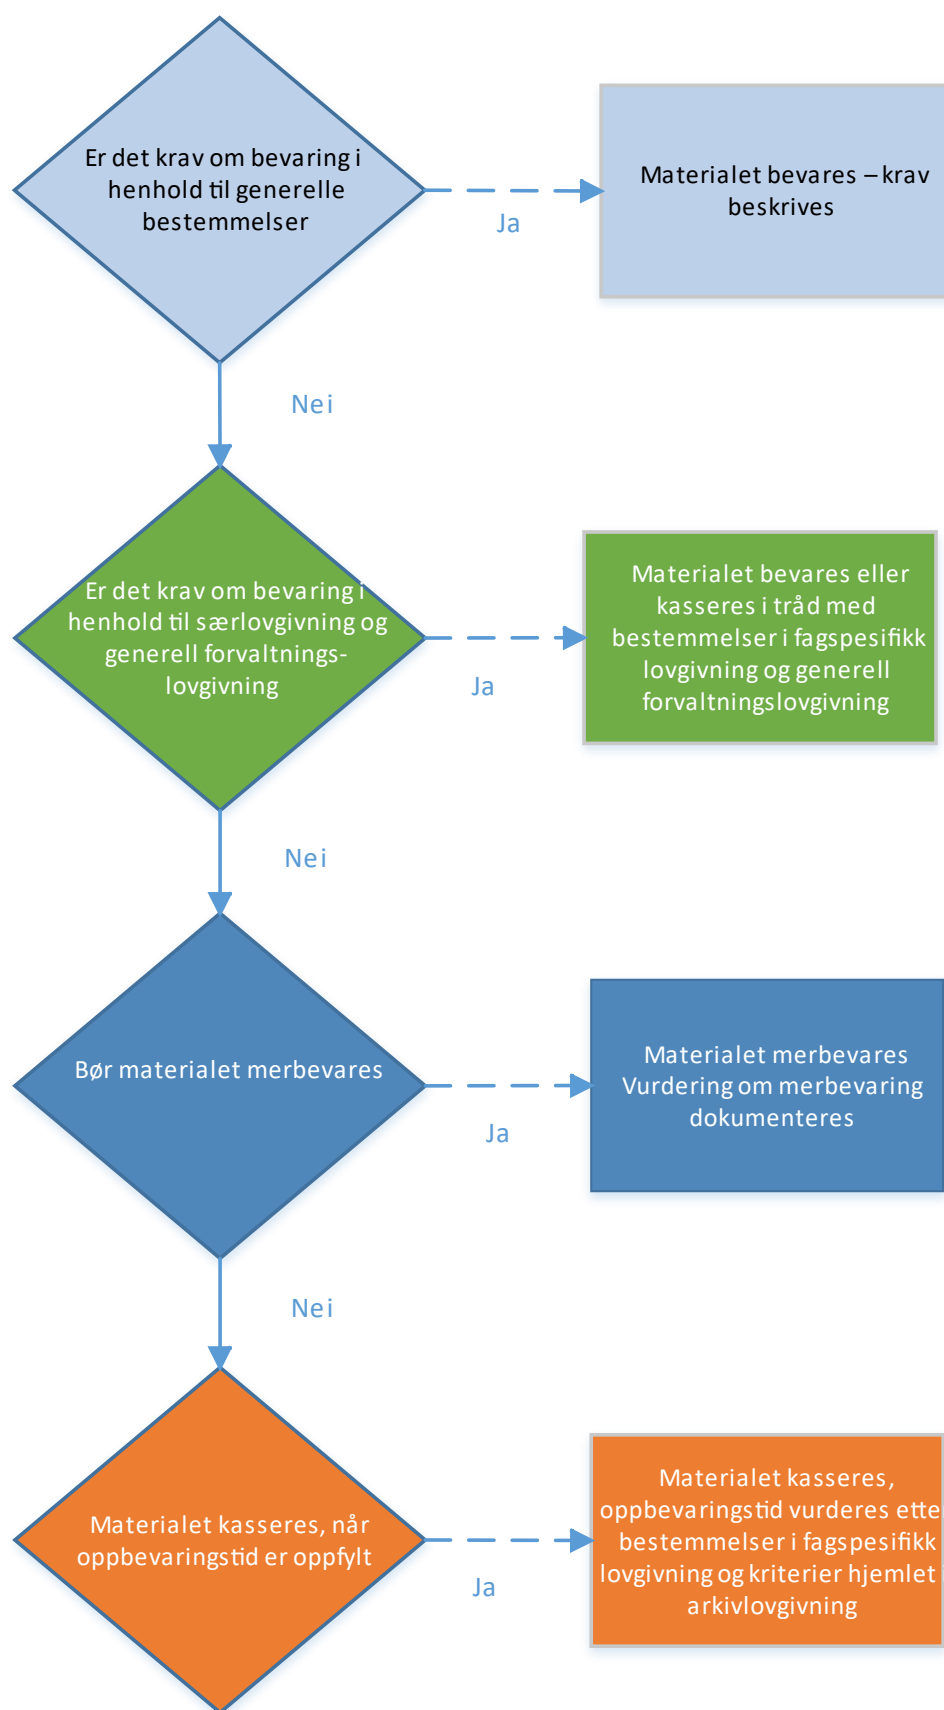 Er det krav om bevaring i
henhold til generelle
bestemmelser
Ja
Materialet bevares – krav
beskrives
Nei
Er det krav om bevaring i
henhold til særlovgivning og
generell forvaltnings-
lovgivning
Ja
Materialet bevares eller
kasseres i tråd med
bestemmelser i fagspesifikk
lovgivning og generell
forvaltningslovgivning
Nei
Bør materialet merbevares
Ja
Materialet merbevares
Vurdering om merbevaring
dokumenteres
Nei
Materialet kasseres, når
oppbevaringstid er oppfylt
Ja
Materialet kasseres,
oppbevaringstid vurderes ette
bestemmelser i fagspesifikk
lovgivning og kriterier hjemlet
arkivlovgivning